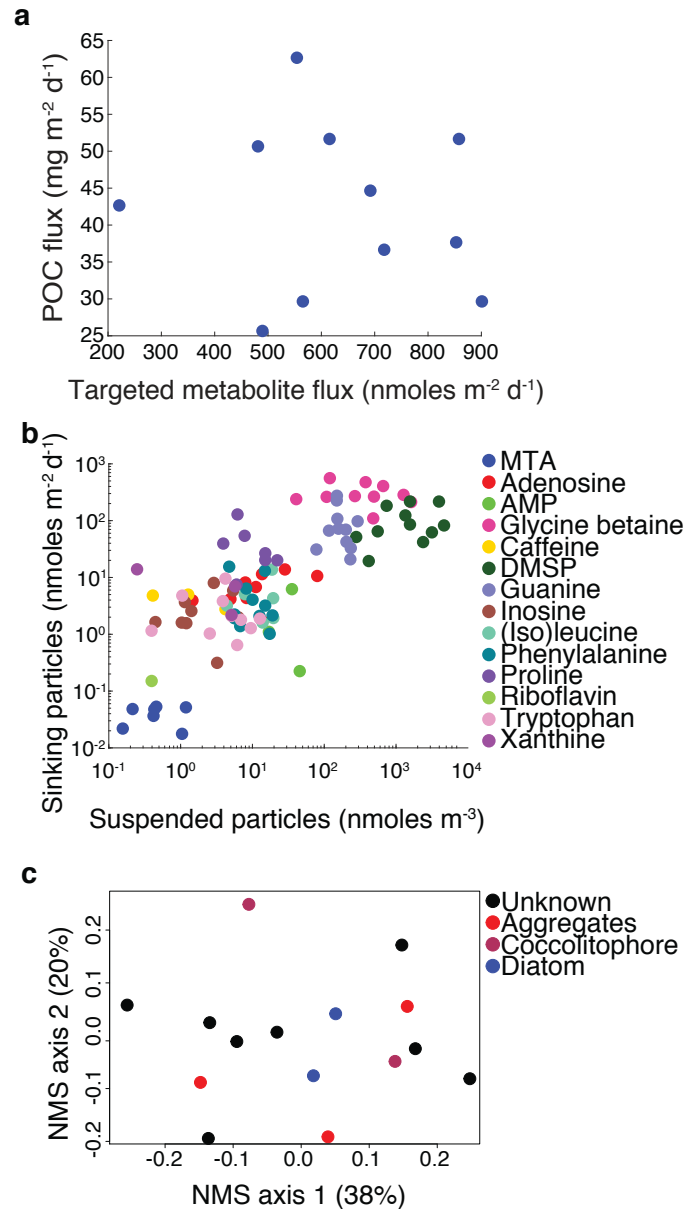 a
65
60
55
50
45
40
35
30
25
200 300 400 500 600 700 800 900
POC flux (mg m⁻² d⁻¹)
Targeted metabolite flux (nmoles m⁻² d⁻¹)
b
10³
10²
10¹
10⁰
10⁻¹
10⁻²
10⁻¹ 10⁰ 10¹ 10² 10³ 10⁴
Sinking particles (nmoles m⁻² d⁻¹)
Suspended particles (nmoles m⁻³)
MTA
Adenosine
AMP
Glycine betaine
Caffeine
DMSP
Guanine
Inosine
(Iso)leucine
Phenylalanine
Proline
Riboflavin
Tryptophan
Xanthine
c
0.2
0.1
0.0
-0.1
-0.2
-0.2 -0.1 0.0 0.1 0.2
NMS axis 2 (20%)
NMS axis 1 (38%)
Unknown
Aggregates
Coccolitophore
Diatom